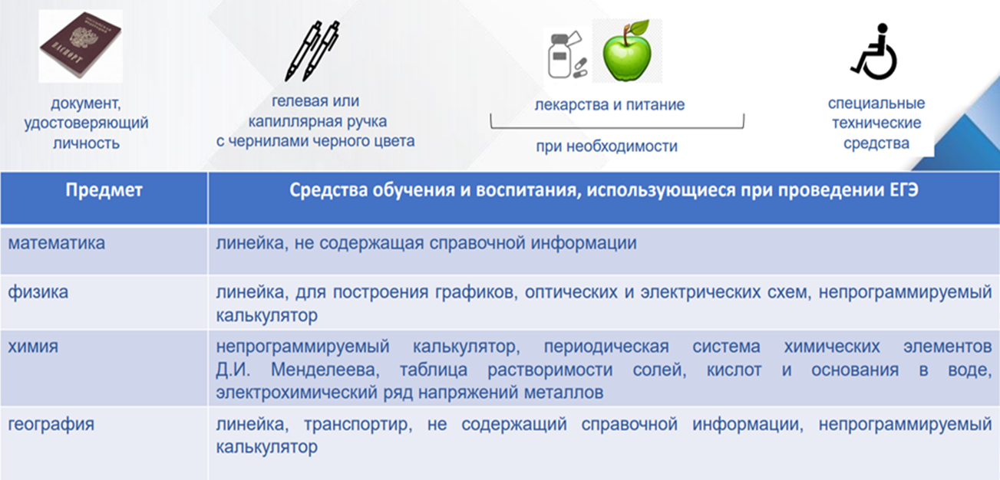 РОССИЙСКАЯ
ФЕДЕРАЦИЯ
ПАСПОРТ
документ,
удостоверяющий
личность
гелевая или
капиллярная ручка
с чернилами черного цвета
лекарства и питание
при необходимости
специальные
технические
средства
Предмет
Средства обучения и воспитания, использующиеся при проведении ЕГЭ
математика
линейка, не содержащая справочной информации
физика
линейка, для построения графиков, оптических и электрических схем, непрограммируемый
калькулятор
химия
непрограммируемый калькулятор, периодическая система химических элементов
Д.И. Менделеева, таблица растворимости солей, кислот и основания в воде,
электрохимический ряд напряжений металлов
география
линейка, транспортир, не содержащий справочной информации, непрограммируемый
калькулятор